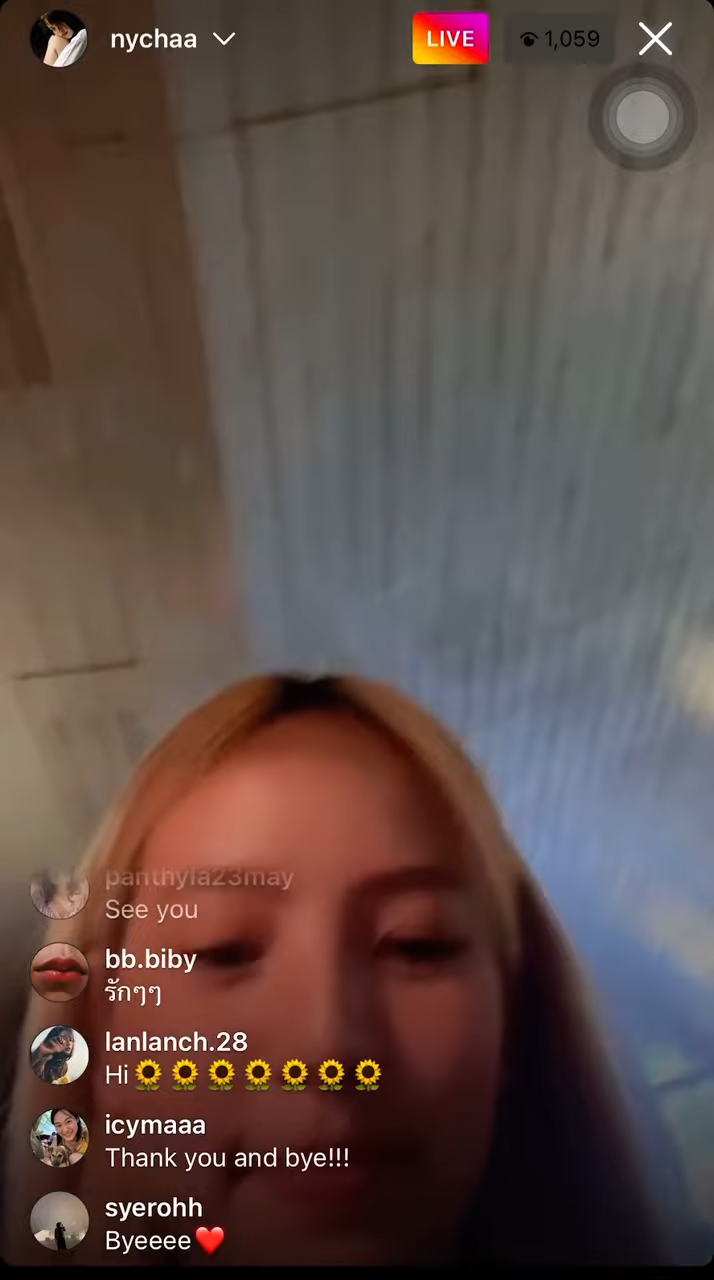 nychaa
LIVE
1,059
panthyla23may
See you
bb.biby
รักๆๆ
lanlanch.28
Hi🌻🌻🌻🌻🌻🌻🌻
icymaaa
Thank you and bye!!!
syerohh
Byeeee❤️